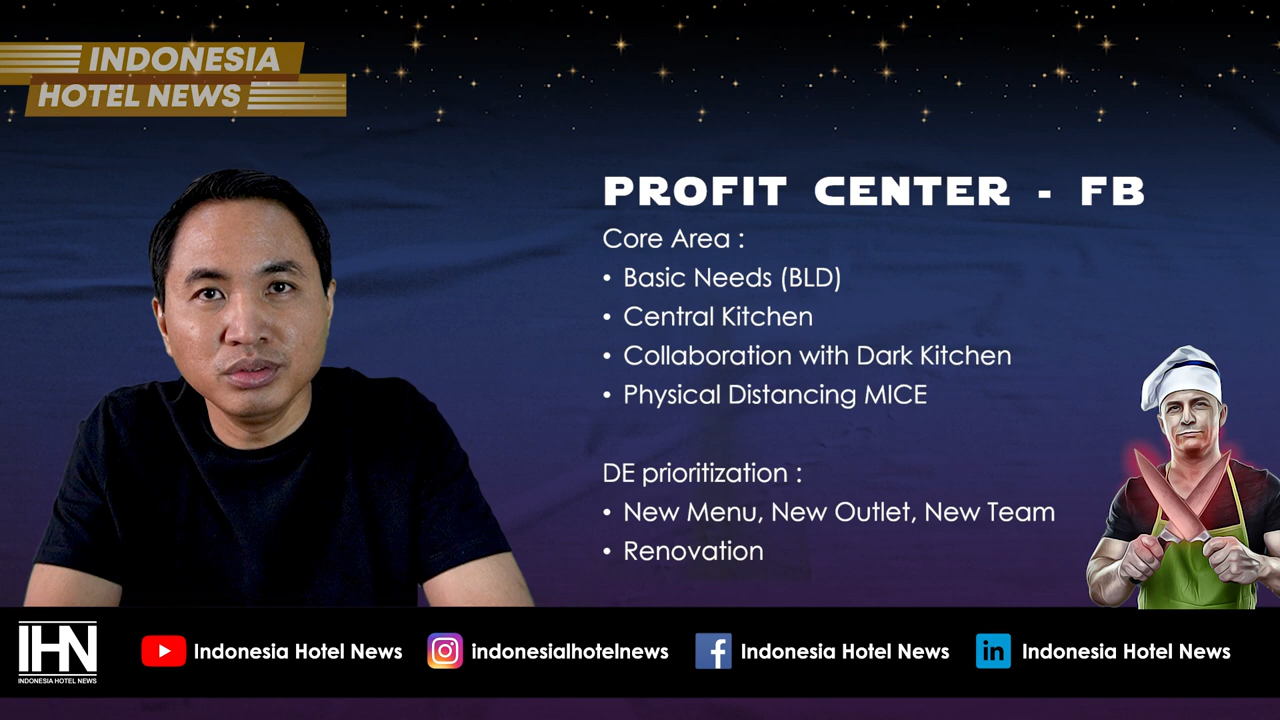 INDONESIA
HOTEL NEWS
PROFIT CENTER - FB
Core Area :
• Basic Needs (BLD)
• Central Kitchen
• Collaboration with Dark Kitchen
• Physical Distancing MICE
DE prioritization :
• New Menu, New Outlet, New Team
• Renovation
IHN
INDONESIA HOTEL NEWS
Indonesia Hotel News
indonesialhotelnews
Indonesia Hotel News
in
Indonesia Hotel News